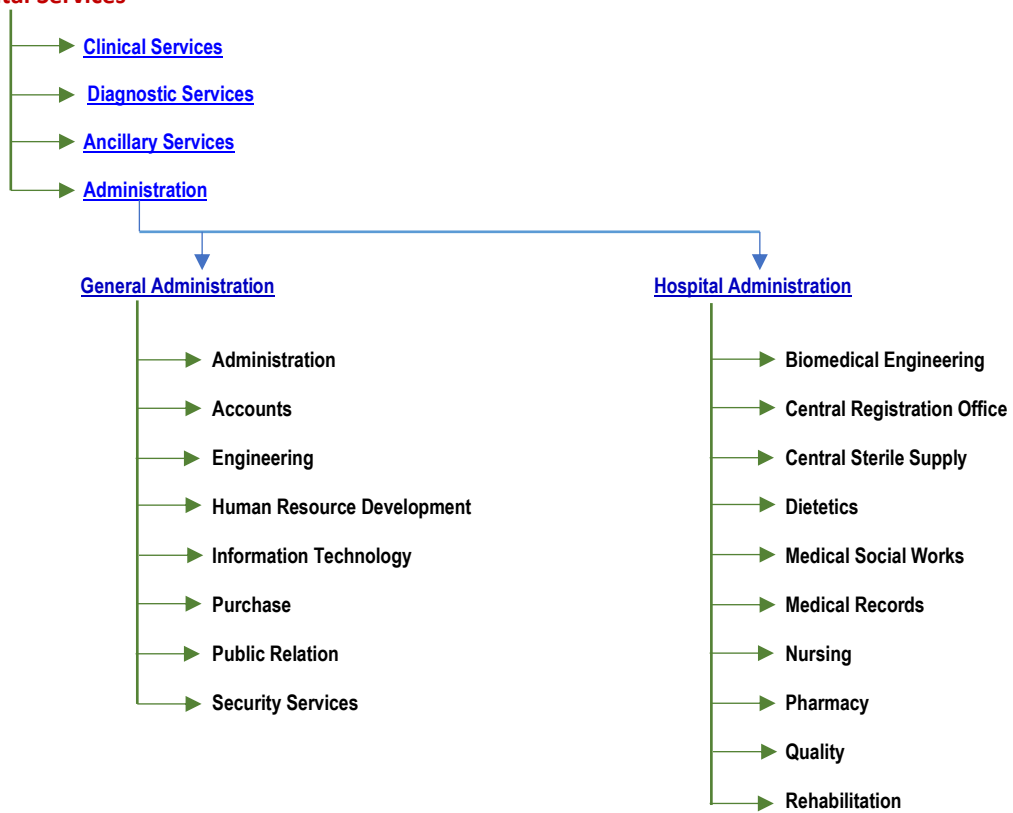 Services
Clinical Services
Diagnostic Services
Ancillary Services
Administration
General Administration
Hospital Administration
Administration
Biomedical Engineering
Accounts
Central Registration Office
Engineering
Central Sterile Supply
Human Resource Development
Dietetics
Information Technology
Medical Social Works
Purchase
Medical Records
Public Relation
Nursing
Security Services
Pharmacy
Quality
Rehabilitation